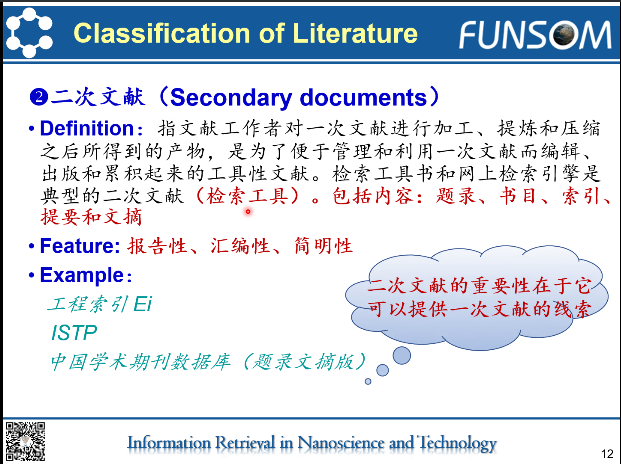 Classification of Literature
FUNSOM
❷二次文献（Secondary documents）
• Definition：指文献工作者对一次文献进行加工、提炼和压缩
之后所得到的产物，是为了便于管理和利用一次文献而编辑、
出版和累积起来的工具性文献。检索工具书和网上检索引擎是
典型的二次文献（检索工具）。包括内容：题录、书目、索引、
提要和文摘
• Feature: 报告性、汇编性、简明性
• Example：
工程索引 Ei
ISTP
中国学术期刊数据库（题录文摘版）
二次文献的重要性在于它
可以提供一次文献的线索
Information Retrieval in Nanoscience and Technology
12